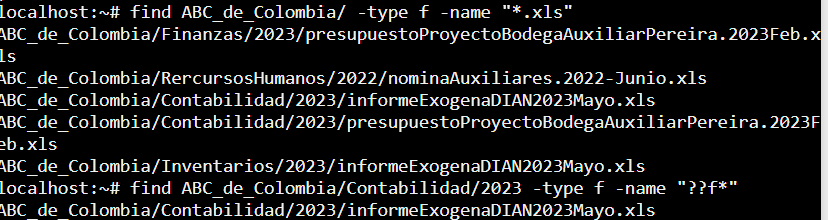 localhost:~# find ABC_de_Colombia/ -type f -name "*.xls"
ABC_de_Colombia/Finanzas/2023/presupuestoProyectoBodegaAuxiliarPereira.2023Feb.x
ls
ABC_de_Colombia/RercursosHumanos/2022/nominaAuxiliares.2022-Junio.xls
ABC_de_Colombia/Contabilidad/2023/informeExogenaDIAN2023Mayo.xls
ABC_de_Colombia/Contabilidad/2023/presupuestoProyectoBodegaAuxiliarPereira.2023F
eb.xls
ABC_de_Colombia/Inventarios/2023/informeExogenaDIAN2023Mayo.xls
localhost:~# find ABC_de_Colombia/Contabilidad/2023 -type f -name "??f*"
ABC_de_Colombia/Contabilidad/2023/informeExogenaDIAN2023Mayo.xls